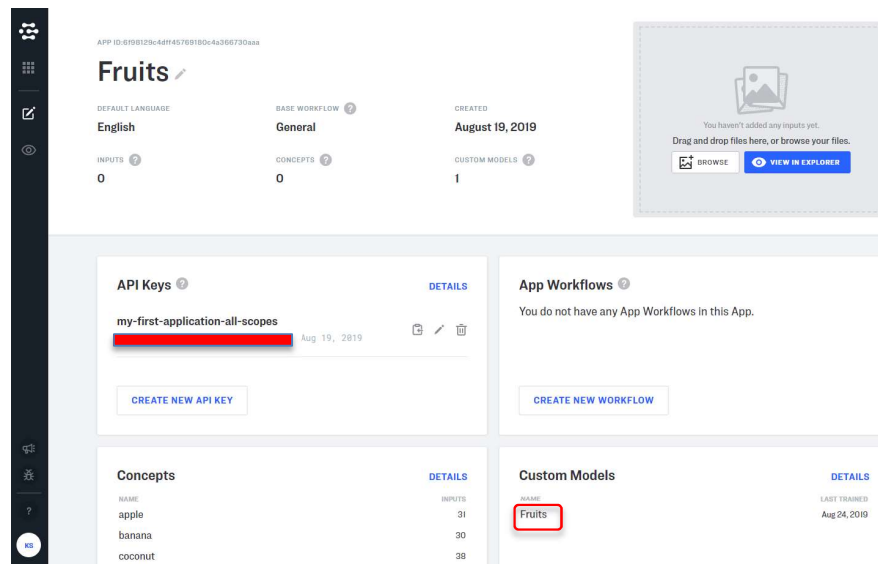 APP ID:6f98129c4dff45769180c4a366730aaa
Fruits
DEFAULT LANGUAGE
English
BASE WORKFLOW ?
General
CREATED
August 19, 2019
INPUTS ?
0
CONCEPTS ?
0
CUSTOM MODELS ?
1
You haven't added any inputs yet.
Drag and drop files here, or browse your files.
BROWSE
VIEW IN EXPLORER
API Keys ?
DETAILS
my-first-application-all-scopes
Aug 19, 2019
CREATE NEW API KEY
App Workflows ?
You do not have any App Workflows in this App.
CREATE NEW WORKFLOW
Concepts
DETAILS
NAME INPUTS
apple 31
banana 30
coconut 38
Custom Models
DETAILS
NAME LAST TRAINED
Fruits Aug 24, 2019
?
KS